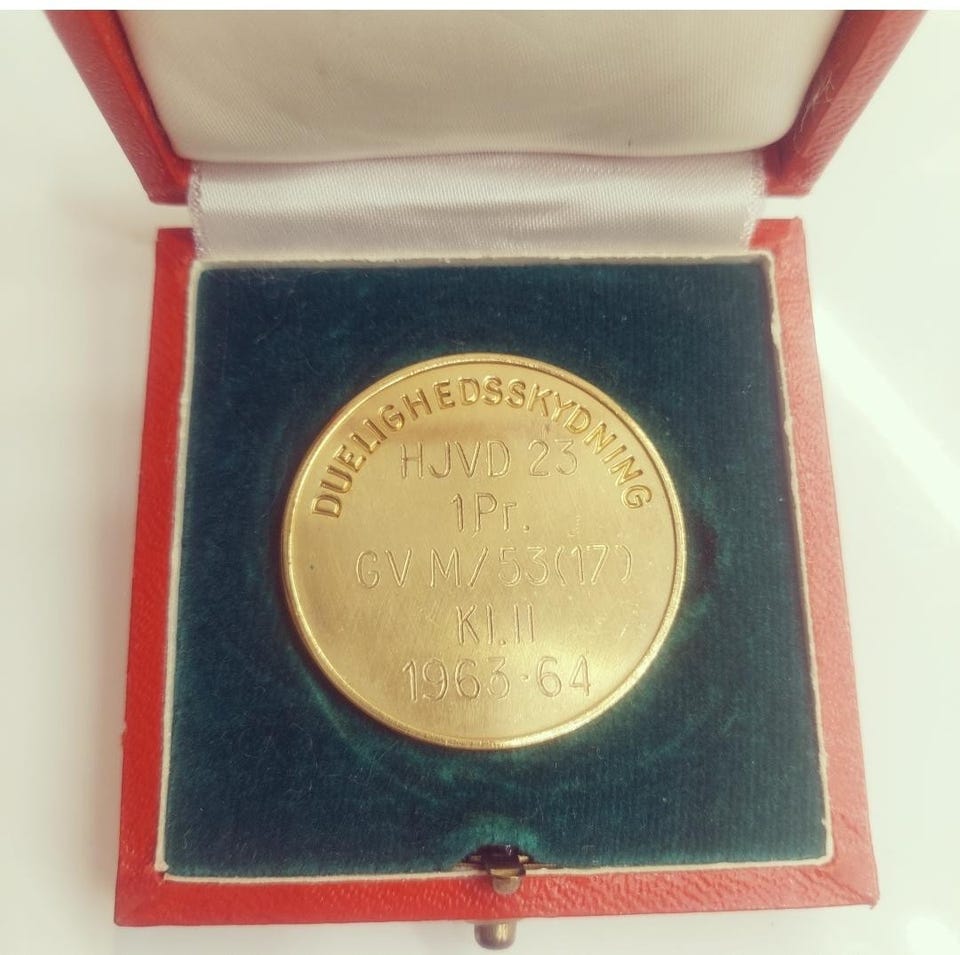 DUELIGHEDSSKYDNING
HJVD 23
1Pr.
GV M/53(17)
Kl.II
1963-64